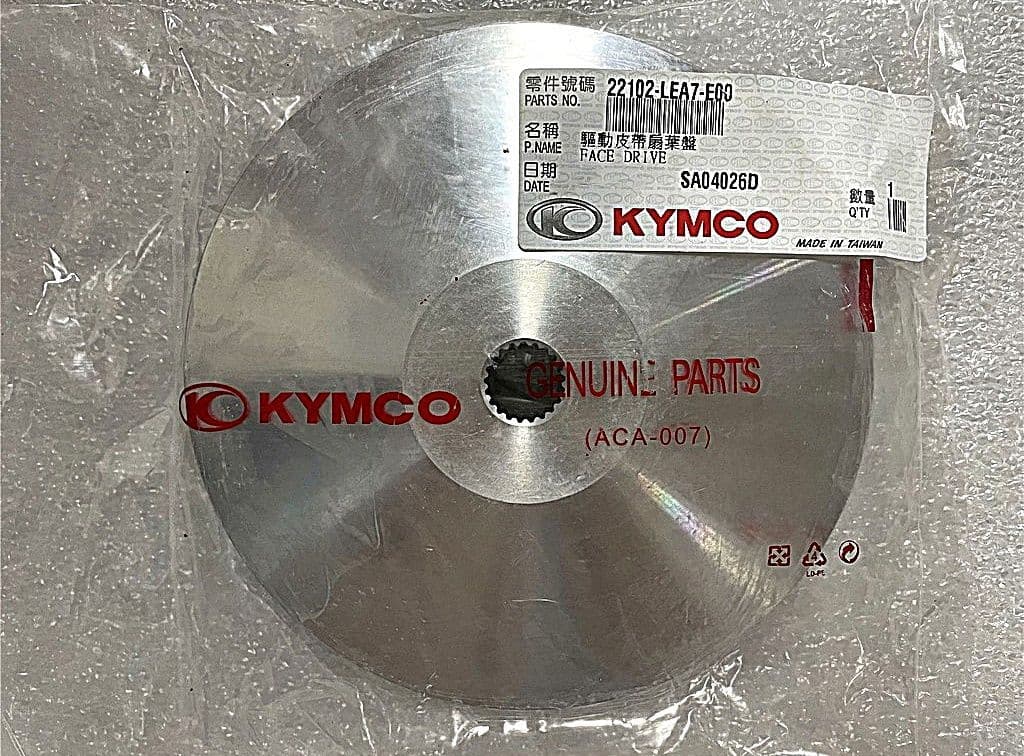 零件號碼 22102-LEA7-E00
PARTS NO.
名稱 驅動皮帶扇葉盤
P.NAME FACE DRIVE
日期
DATE SA04026D
數量 1
Q'TY
KYMCO
MADE IN TAIWAN
KYMCO GENUINE PARTS
(ACA-007)
4
LD-PE